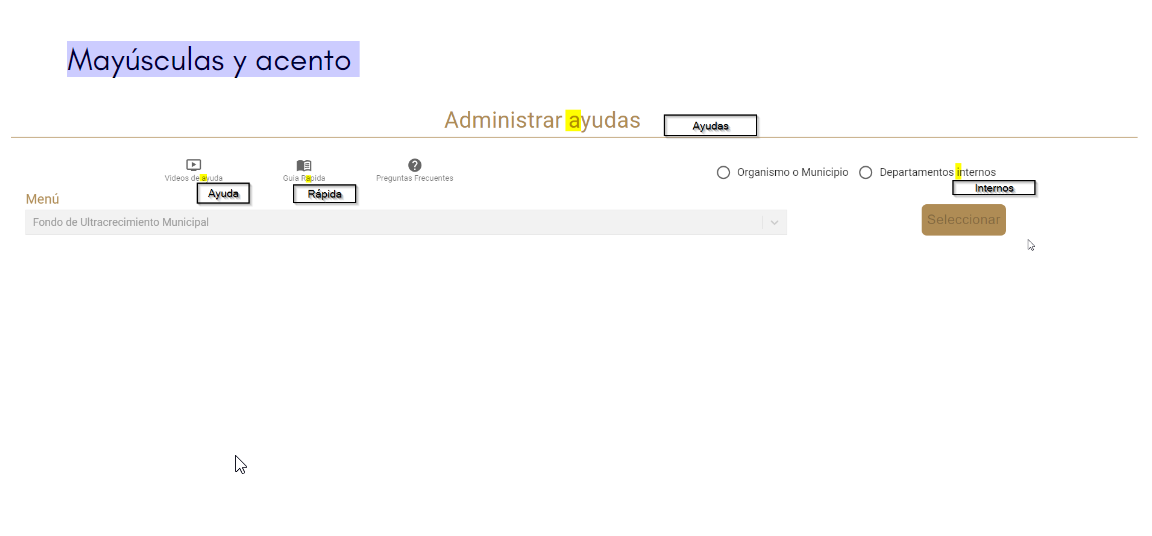 Mayúsculas y acento
Administrar ayudas
Ayudas
Videos de ayuda
Guía Rapida
Preguntas Frecuentes
Organismo o Municipio
Departamentos internos
Ayuda
Rápida
Internos
Menú
Fondo de Ultracrecimiento Municipal
Seleccionar